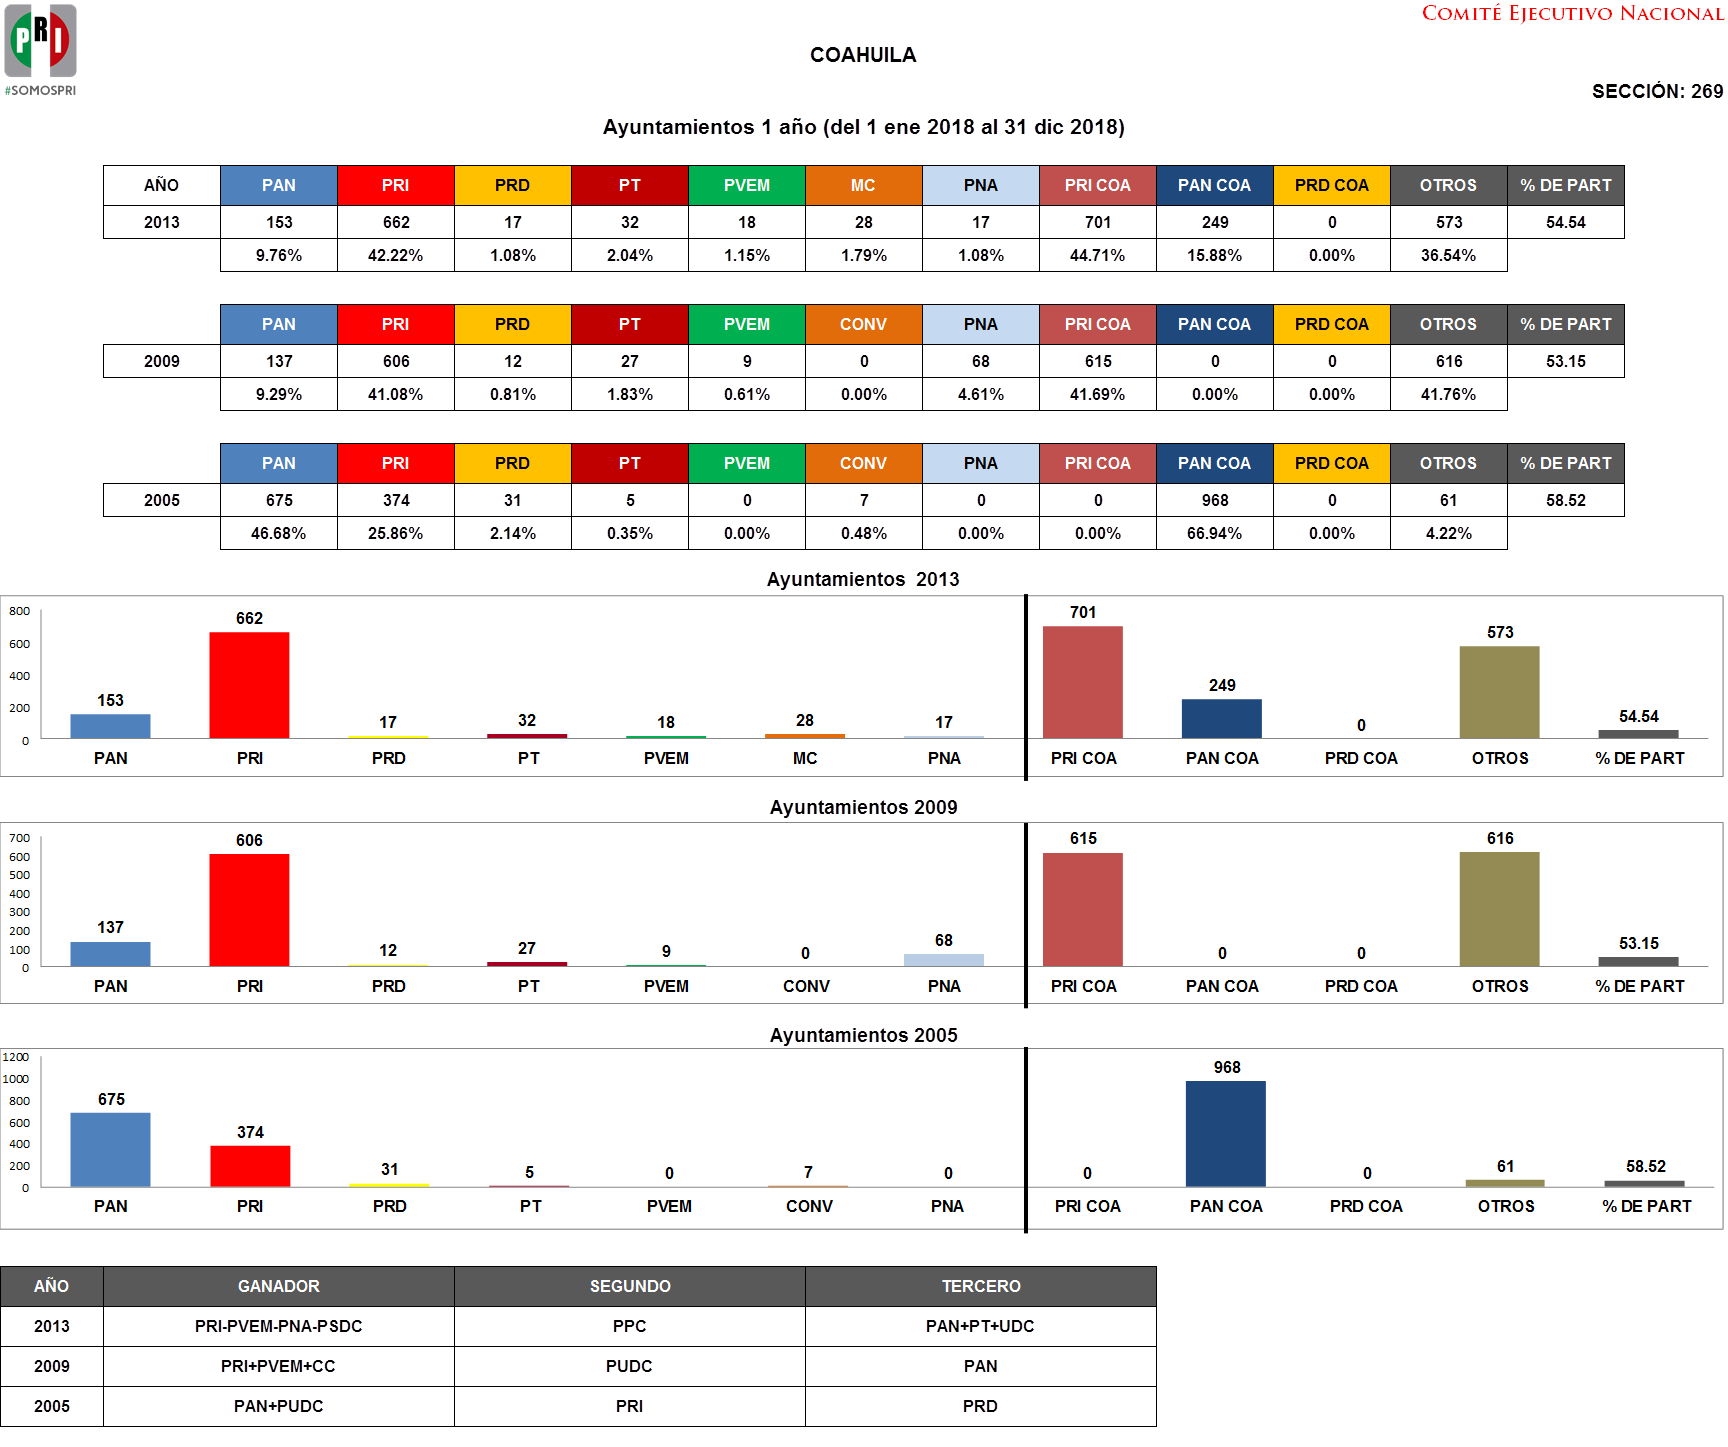 COMITÉ EJECUTIVO NACIONAL
PRI
#SOMOSPRI
COAHUILA
SECCIÓN: 269
Ayuntamientos 1 año (del 1 ene 2018 al 31 dic 2018)
AÑO PAN PRI PRD PT PVEM MC PNA PRI COA PAN COA PRD COA OTROS % DE PART
2013 153 662 17 32 18 28 17 701 249 0 573 54.54
9.76% 42.22% 1.08% 2.04% 1.15% 1.79% 1.08% 44.71% 15.88% 0.00% 36.54%
PAN PRI PRD PT PVEM CONV PNA PRI COA PAN COA PRD COA OTROS % DE PART
2009 137 606 12 27 9 0 68 615 0 0 616 53.15
9.29% 41.08% 0.81% 1.83% 0.61% 0.00% 4.61% 41.69% 0.00% 0.00% 41.76%
PAN PRI PRD PT PVEM CONV PNA PRI COA PAN COA PRD COA OTROS % DE PART
2005 675 374 31 5 0 7 0 0 968 0 61 58.52
46.68% 25.86% 2.14% 0.35% 0.00% 0.48% 0.00% 0.00% 66.94% 0.00% 4.22%
Ayuntamientos 2013
800
600
400
200
0
153 662 17 32 18 28 17 701 249 0 573 54.54
PAN PRI PRD PT PVEM MC PNA PRI COA PAN COA PRD COA OTROS % DE PART
Ayuntamientos 2009
700
600
500
400
300
200
100
0
137 606 12 27 9 0 68 615 0 0 616 53.15
PAN PRI PRD PT PVEM CONV PNA PRI COA PAN COA PRD COA OTROS % DE PART
Ayuntamientos 2005
1200
1000
800
600
400
200
0
675 374 31 5 0 7 0 0 968 0 61 58.52
PAN PRI PRD PT PVEM CONV PNA PRI COA PAN COA PRD COA OTROS % DE PART
AÑO GANADOR SEGUNDO TERCERO
2013 PRI-PVEM-PNA-PSDC PPC PAN+PT+UDC
2009 PRI+PVEM+CC PUDC PAN
2005 PAN+PUDC PRI PRD